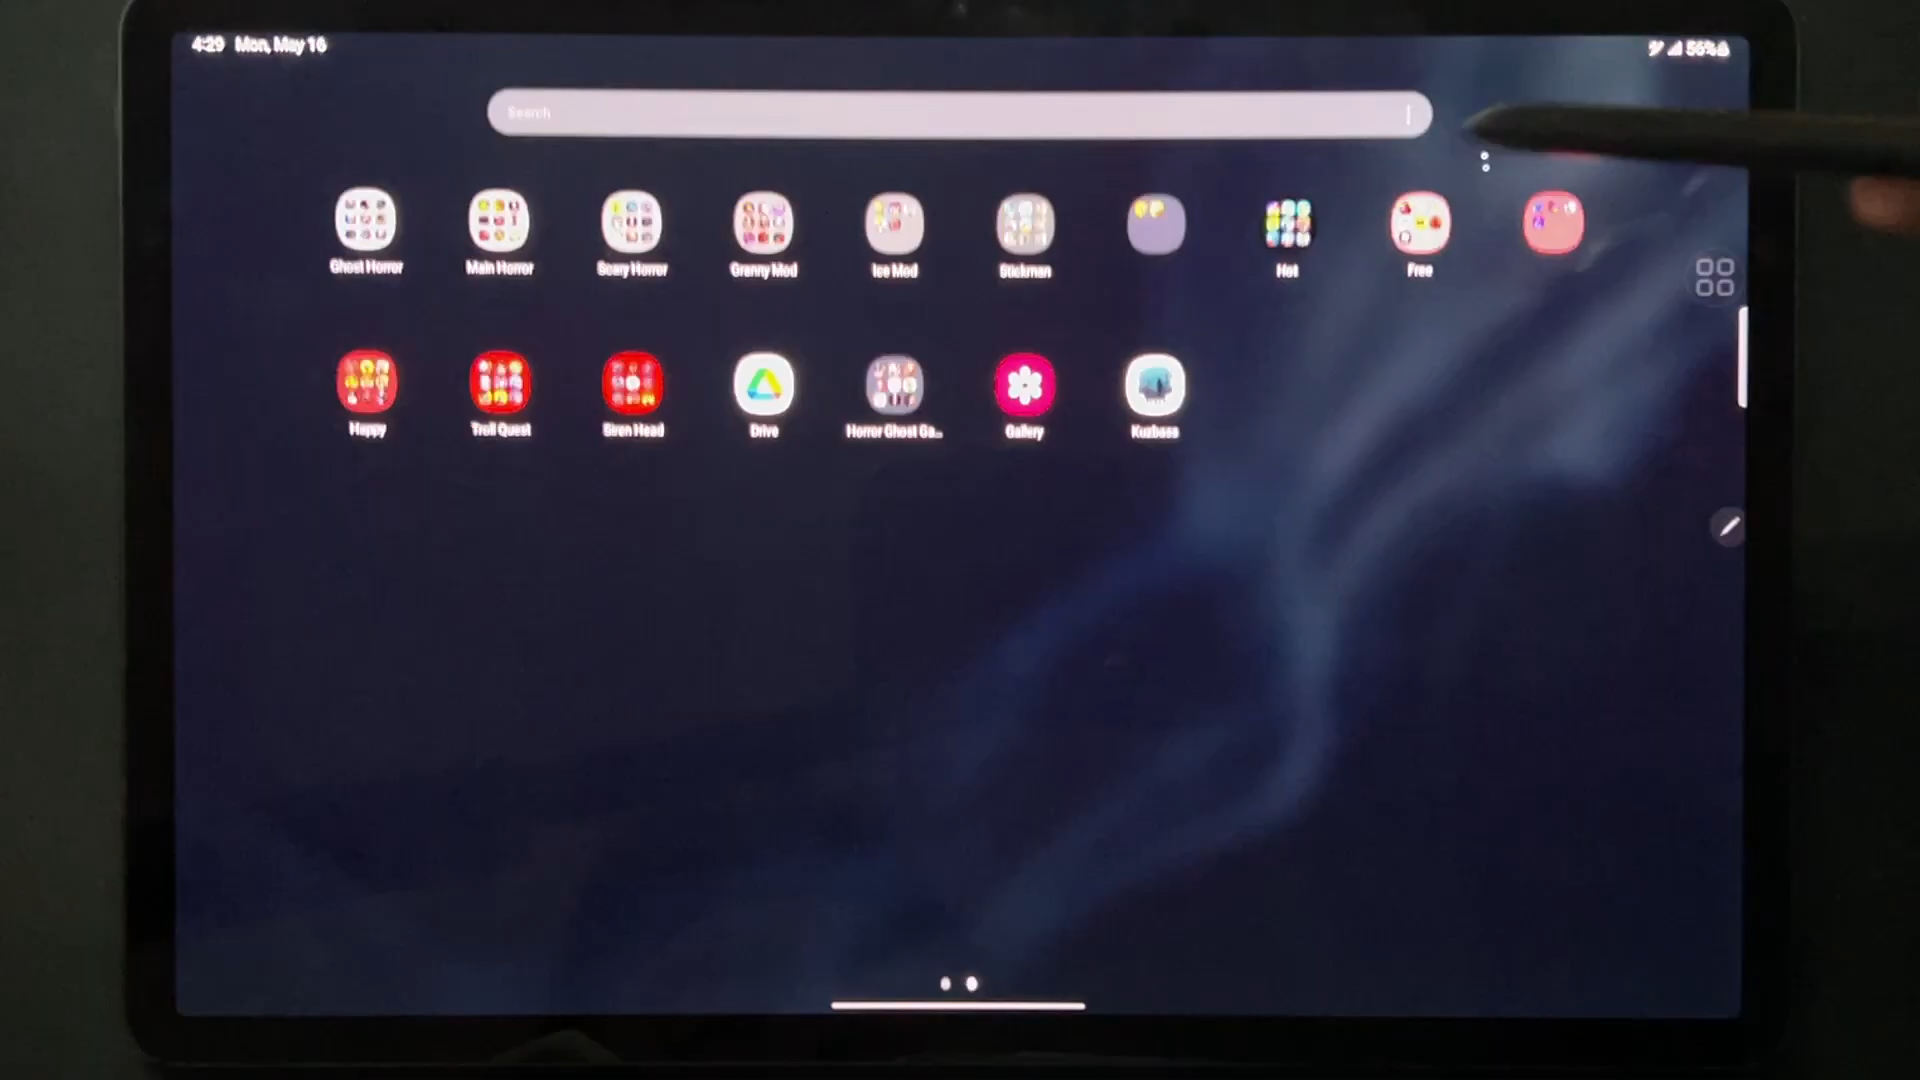 4:29 Mon, May 16
56%
Search
Ghost Horror Main Horror Scary Horror Granny Mod Ice Mod Stickman Hot Free
Happy Troll Quest Siren Head Drive Horror Ghost Ga... Gallery Kuzbass